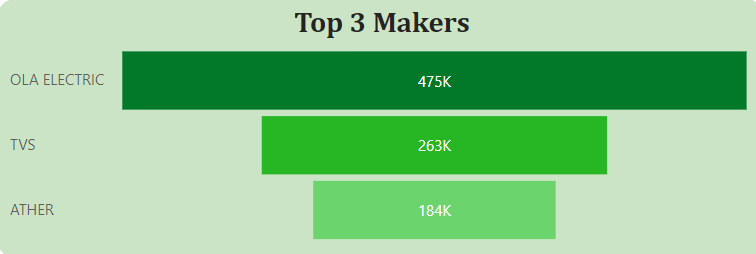 Top 3 Makers
OLA ELECTRIC 475K
TVS 263K
ATHER 184K